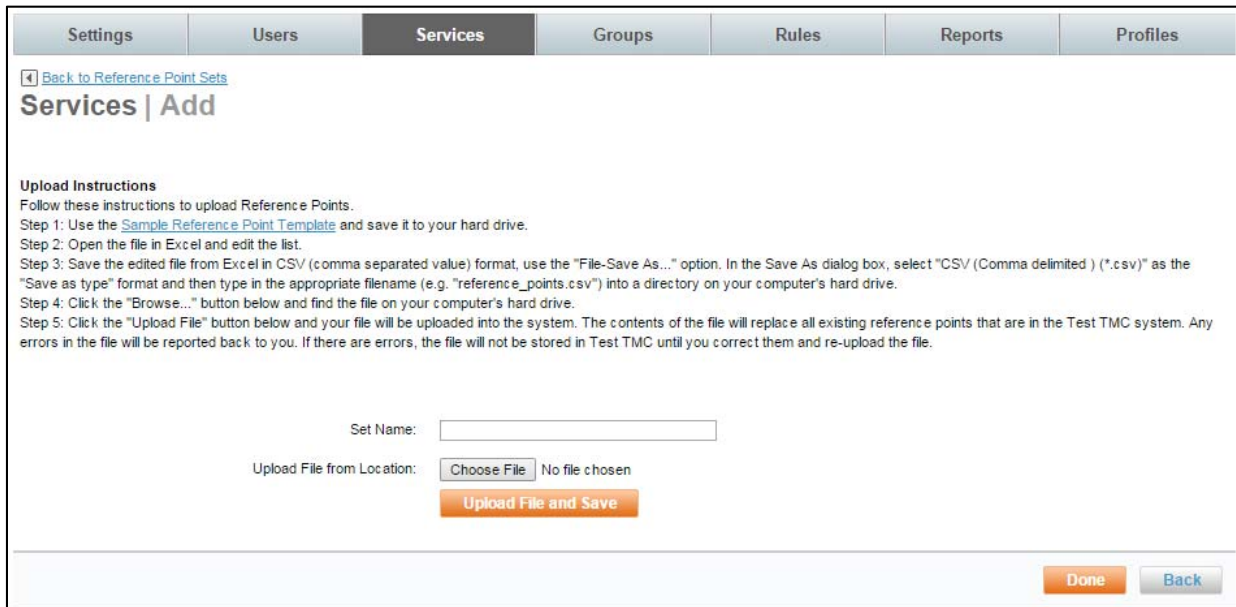 Settings Users Services Groups Rules Reports Profiles
Back to Reference Point Sets
Services | Add
Upload Instructions
Follow these instructions to upload Reference Points.
Step 1: Use the Sample Reference Point Template and save it to your hard drive.
Step 2: Open the file in Excel and edit the list.
Step 3: Save the edited file from Excel in CSV (comma separated value) format, use the "File-Save As..." option. In the Save As dialog box, select "CSV (Comma delimited ) (*.csv)" as the
"Save as type" format and then type in the appropriate filename (e.g. "reference_points.csv") into a directory on your computer's hard drive.
Step 4: Click the "Browse..." button below and find the file on your computer's hard drive.
Step 5: Click the "Upload File" button below and your file will be uploaded into the system. The contents of the file will replace all existing reference points that are in the Test TMC system. Any
errors in the file will be reported back to you. If there are errors, the file will not be stored in Test TMC until you correct them and re-upload the file.
Set Name:
Upload File from Location: Choose File No file chosen
Upload File and Save
Done Back